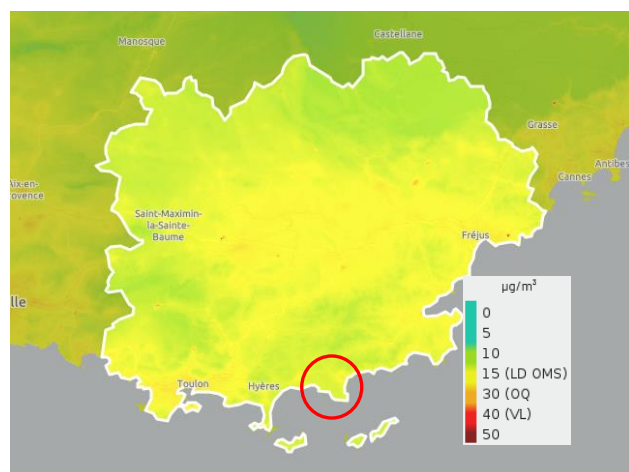 Manosque
Castellane
Grasse
Antibes
Cannes
Aix-en-
ovence
Saint-Maximin-
la-Sainte-
Baume
Fréjus
lle
Toulon
Hyères
µg/m³
0
5
10
15 (LD OMS)
30 (OQ
40 (VL)
50